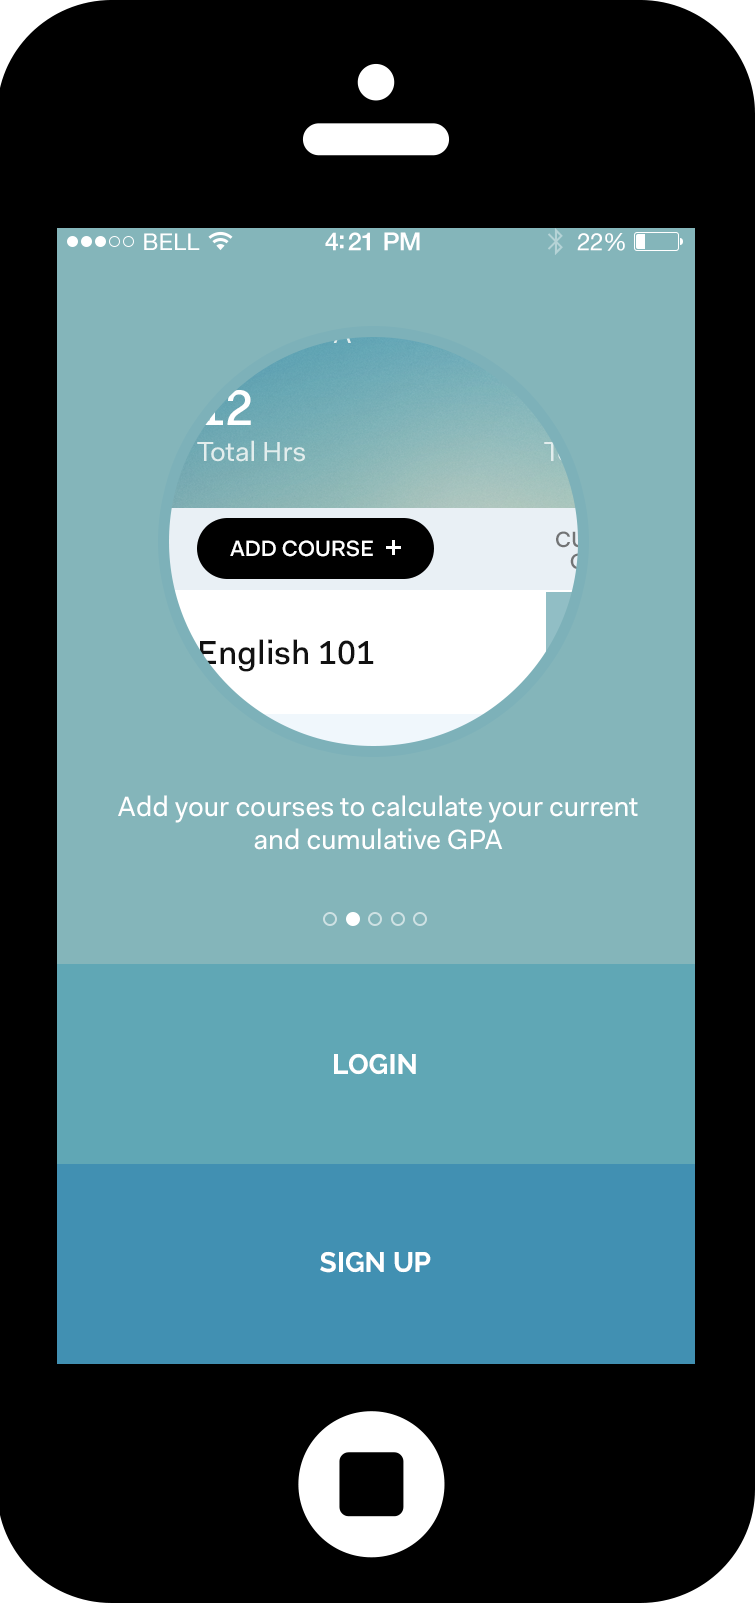 BELL 4:21 PM 22%
12
Total Hrs
ADD COURSE +
English 101
Add your courses to calculate your current
and cumulative GPA
LOGIN
SIGN UP